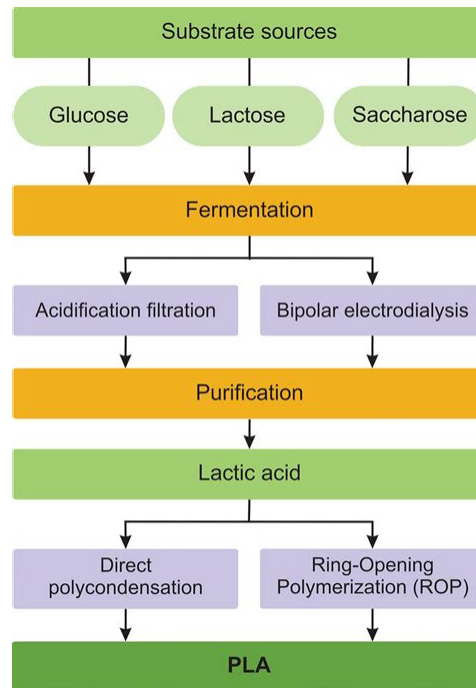 Substrate sources
Glucose
Lactose
Saccharose
Fermentation
Acidification filtration
Bipolar electrodialysis
Purification
Lactic acid
Direct
polycondensation
Ring-Opening
Polymerization (ROP)
PLA